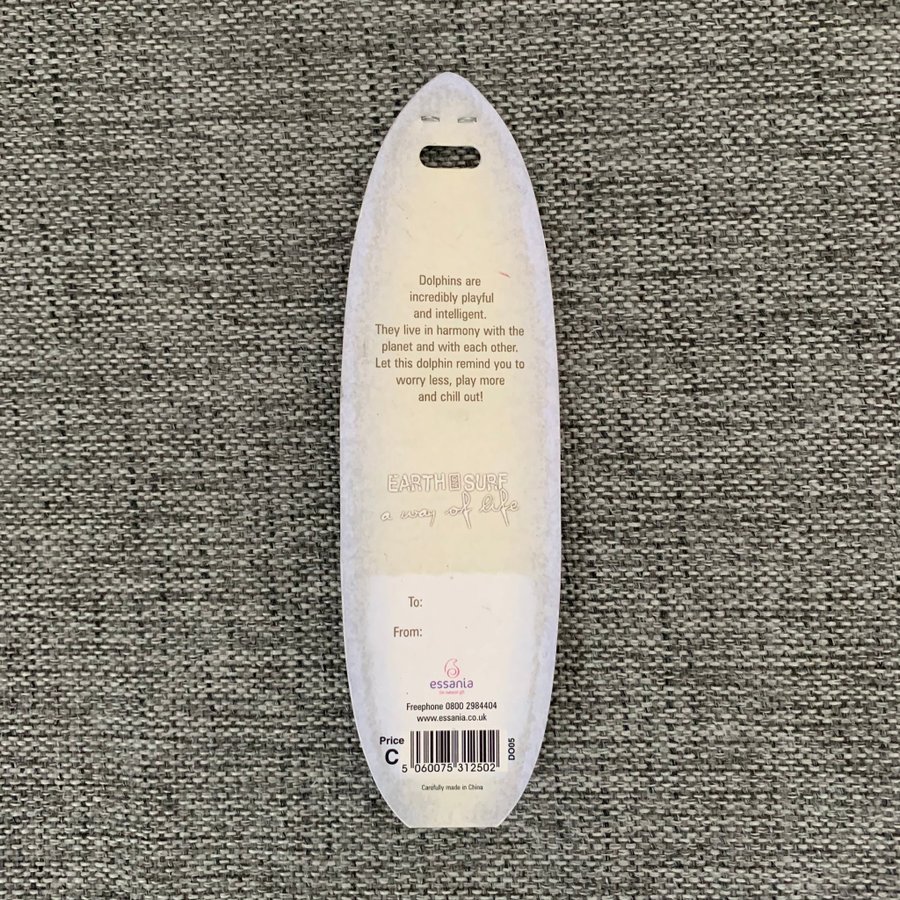 Dolphins are
incredibly playful
and intelligent.
They live in harmony with the
planet and with each other.
Let this dolphin remind you to
worry less, play more
and chill out!
EARTH SURF
a way of life
To:
From:
essania
Freephone 0800 2984404
www.essania.co.uk
Price
C
5 060075 312502
DO05
Carefully made in China